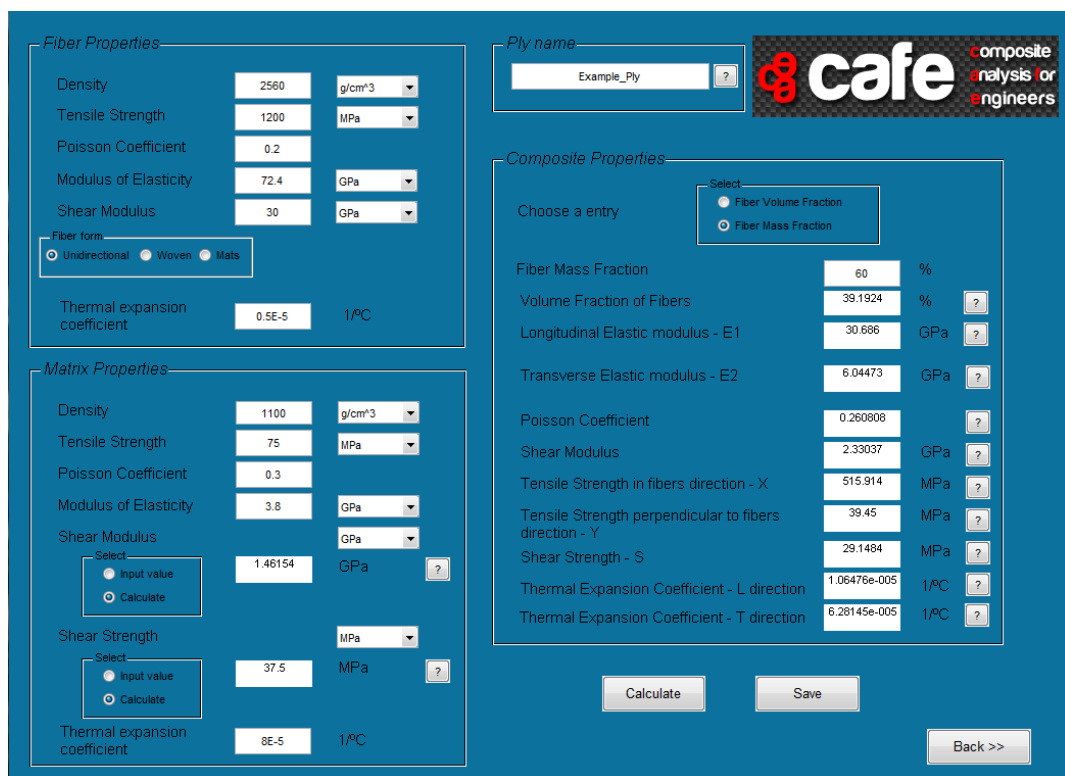 Fiber Properties
Density 2560 g/cm^3
Tensile Strength 1200 MPa
Poisson Coefficient 0.2
Modulus of Elasticity 72.4 GPa
Shear Modulus 30 GPa
Fiber form
Unidirectional Woven Mats
Thermal expansion
coefficient 0.5E-5 1/ºC
Matrix Properties
Density 1100 g/cm^3
Tensile Strength 75 MPa
Poisson Coefficient 0.3
Modulus of Elasticity 3.8 GPa
Shear Modulus GPa
Select
Input value
Calculate
1.46154 GPa ?
Shear Strength MPa
Select
Input value
Calculate
37.5 MPa ?
Thermal expansion
coefficient 8E-5 1/ºC
Ply name
Example_Ply ?
cafe
composite
analysis for
engineers
Composite Properties
Choose a entry
Select
Fiber Volume Fraction
Fiber Mass Fraction
Fiber Mass Fraction 60 %
Volume Fraction of Fibers 39.1924 % ?
Longitudinal Elastic modulus - E1 30.686 GPa ?
Transverse Elastic modulus - E2 6.04473 GPa ?
Poisson Coefficient 0.260808 ?
Shear Modulus 2.33037 GPa ?
Tensile Strength in fibers direction - X 515.914 MPa ?
Tensile Strength perpendicular to fibers
direction - Y 39.45 MPa ?
Shear Strength - S 29.1484 MPa ?
Thermal Expansion Coefficient - L direction 1.06476e-005 1/ºC ?
Thermal Expansion Coefficient - T direction 6.28145e-005 1/ºC ?
Calculate Save
Back >>